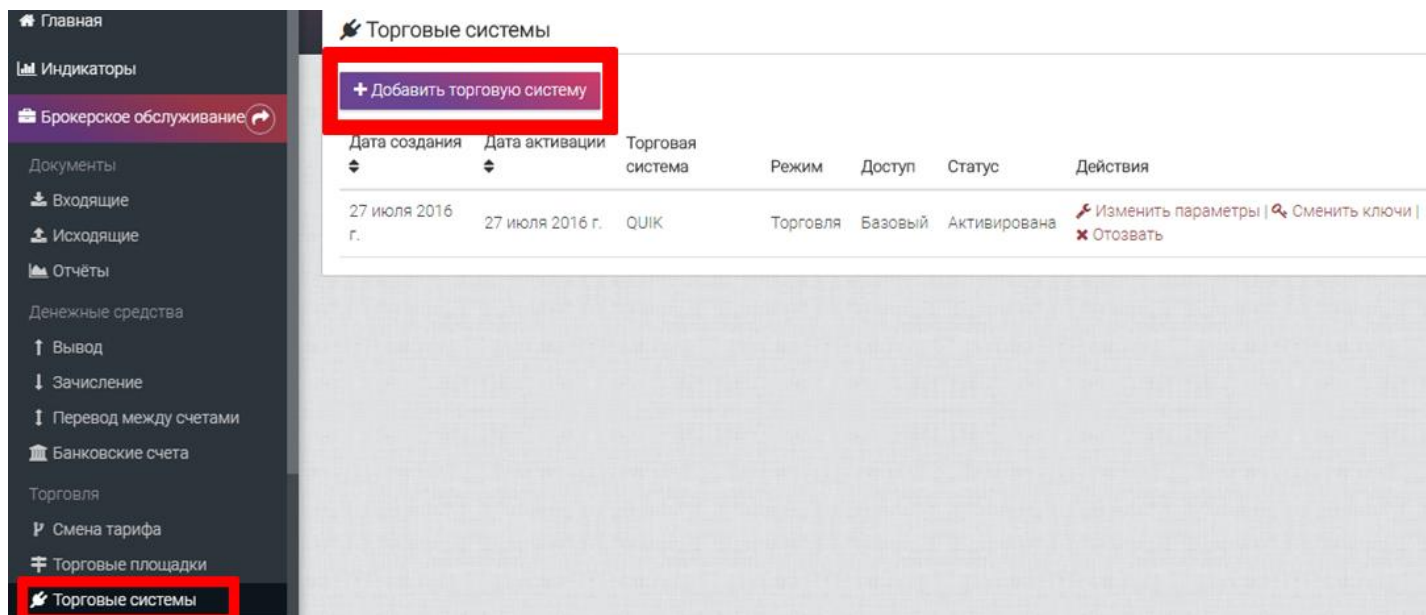 Главная
Индикаторы
Брокерское обслуживание
Документы
Входящие
Исходящие
Отчёты
Денежные средства
Вывод
Зачисление
Перевод между счетами
Банковские счета
Торговля
Смена тарифа
Торговые площадки
Торговые системы
Торговые системы
+ Добавить торговую систему
Дата создания Дата активации Торговая система Режим Доступ Статус Действия
27 июля 2016 г. 27 июля 2016 г. QUIK Торговля Базовый Активирована Изменить параметры | Сменить ключи |
Отозвать